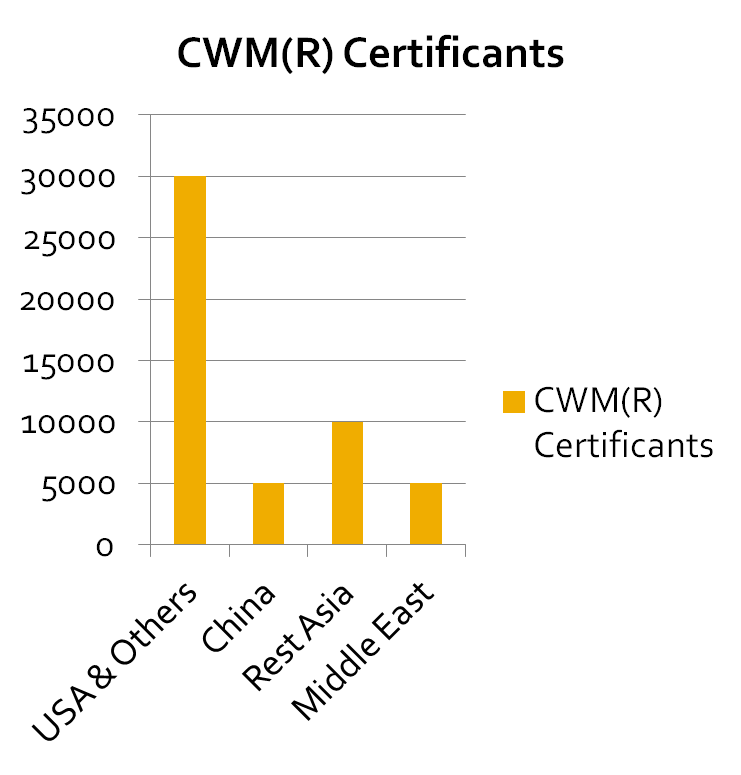 CWM(R) Certificants
35000
30000
25000
20000
15000
10000
5000
0
USA & Others
China
Rest Asia
Middle East
CWM(R)
Certificants